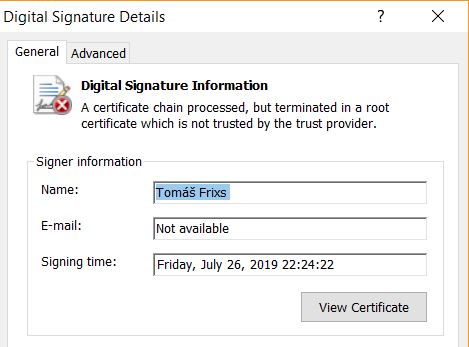 Digital Signature Details
?
General Advanced
Digital Signature Information
A certificate chain processed, but terminated in a root
certificate which is not trusted by the trust provider.
Signer information
Name: Tomáš Frixs
E-mail: Not available
Signing time: Friday, July 26, 2019 22:24:22
View Certificate